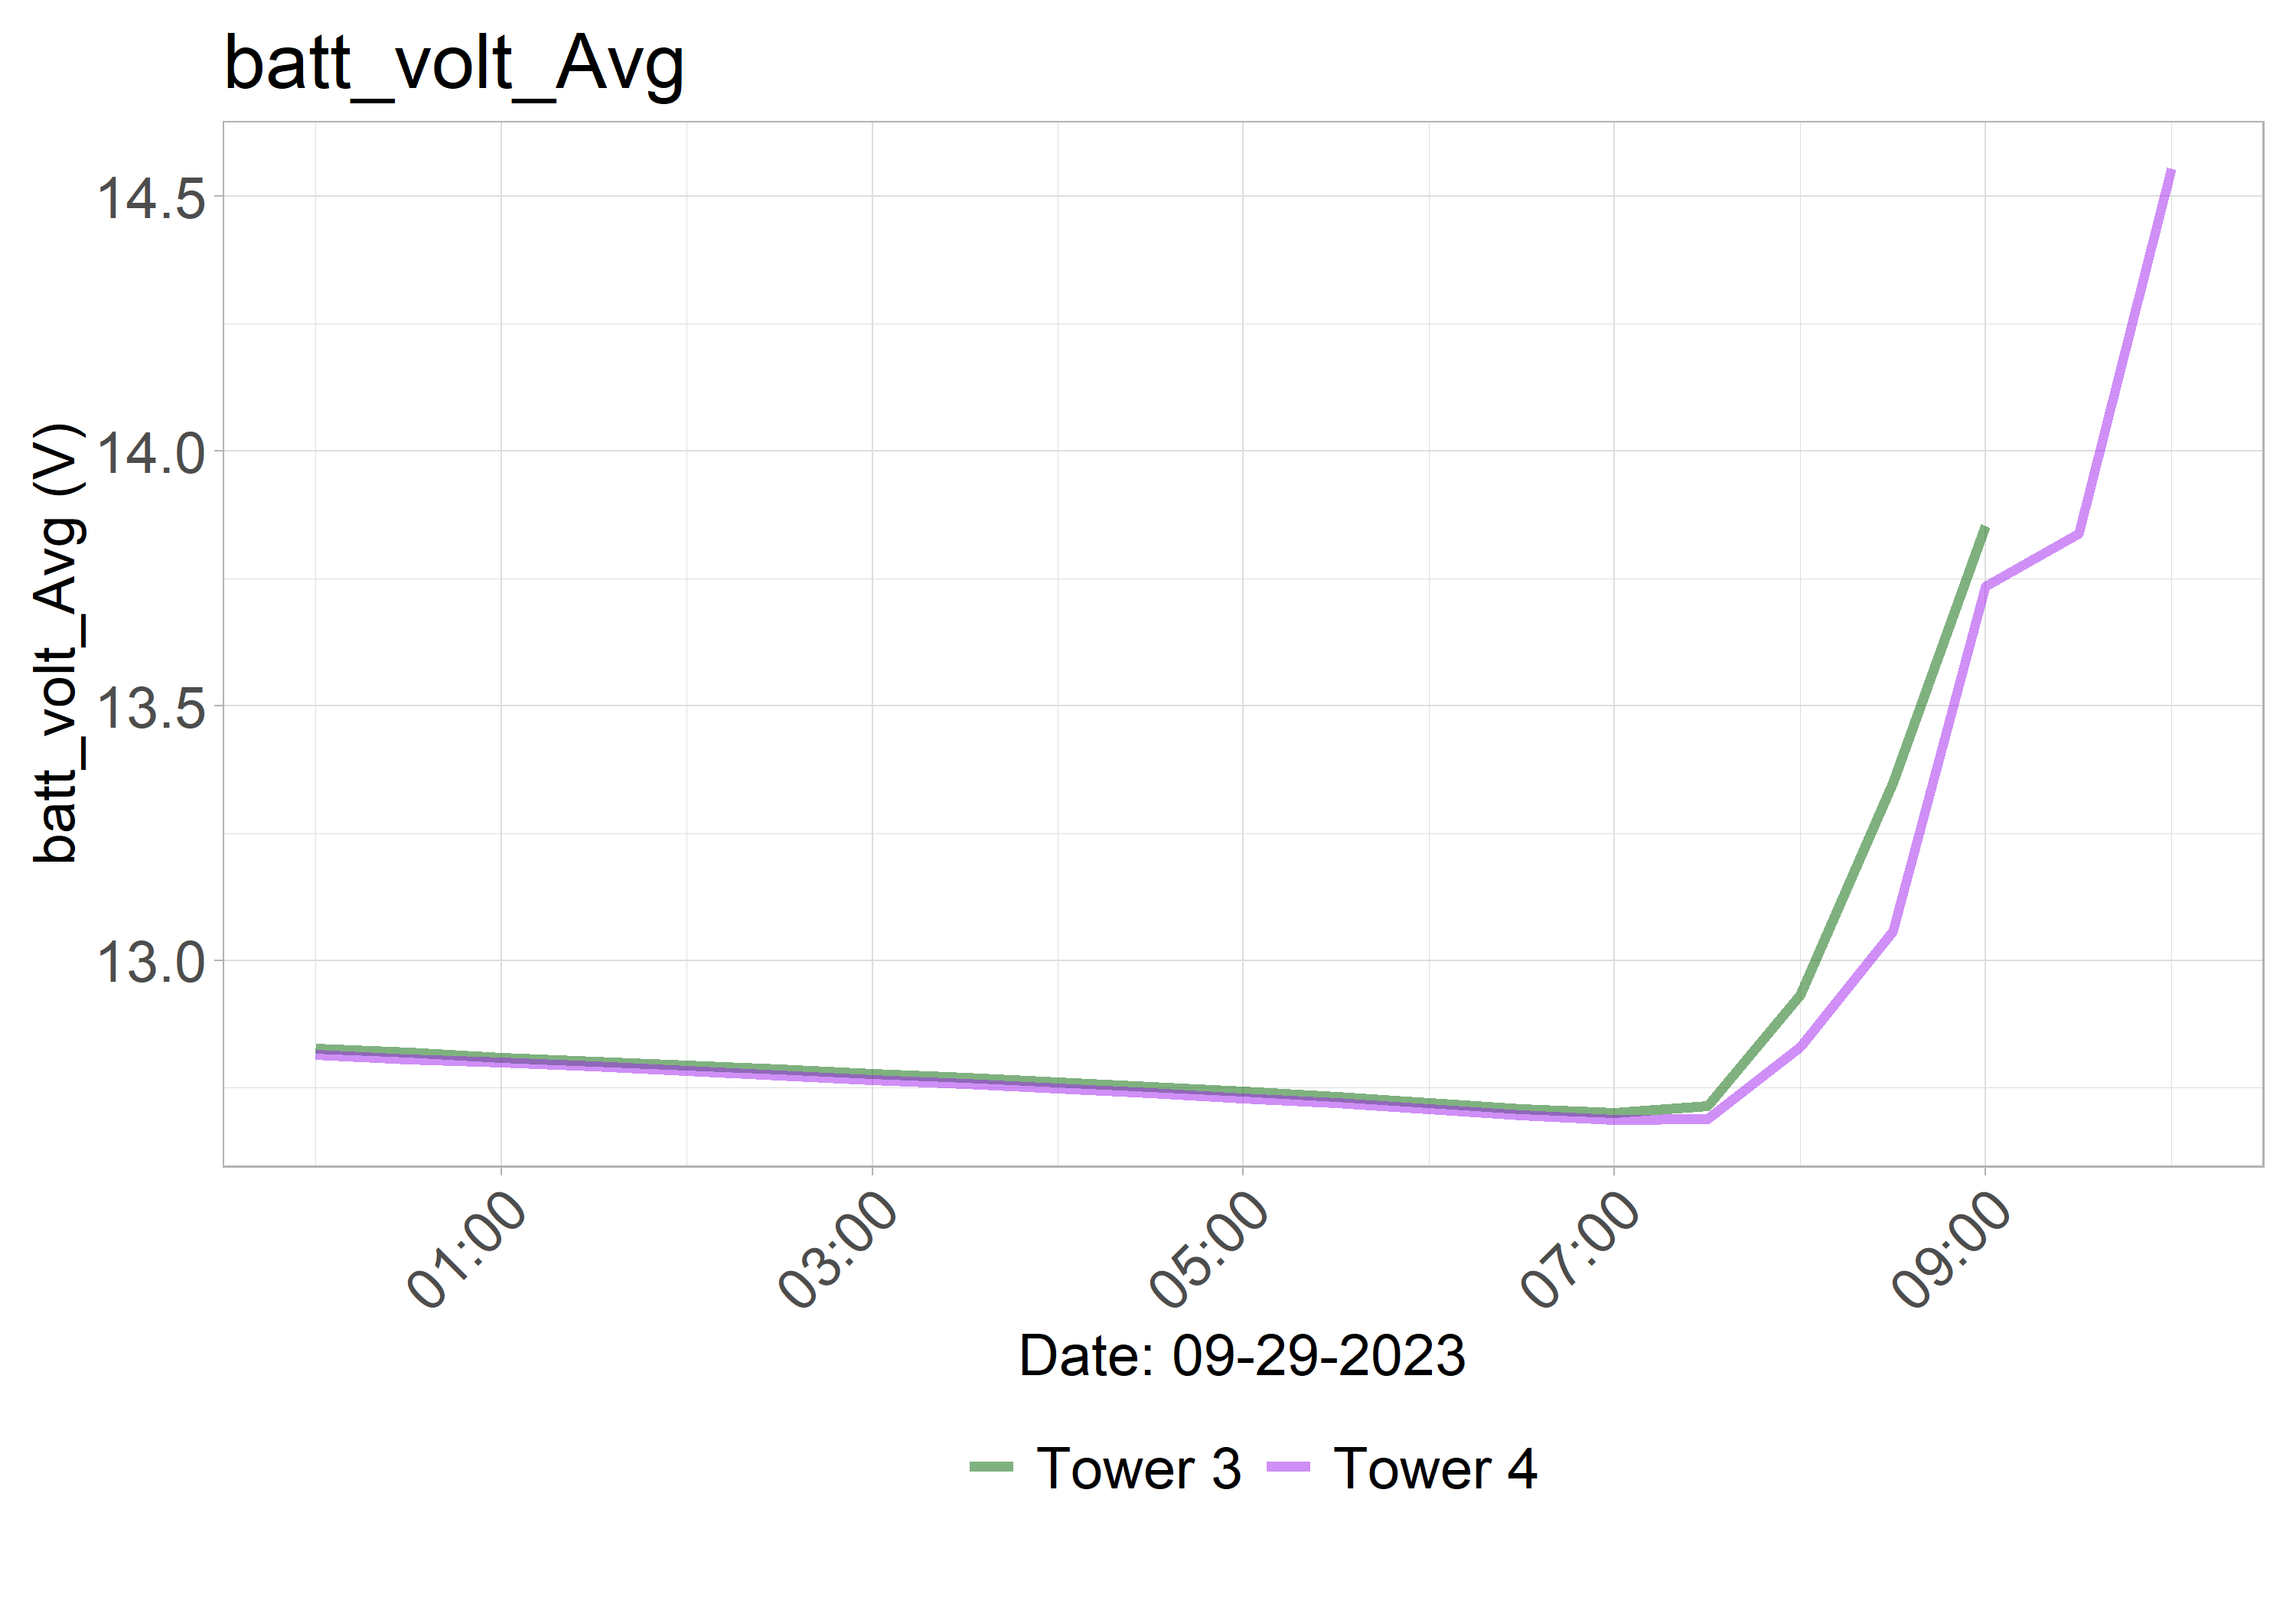 batt_volt_Avg
batt_volt_Avg (V)
14.5
14.0
13.5
13.0
01:00
03:00
05:00
07:00
09:00
Date: 09-29-2023
Tower 3
Tower 4